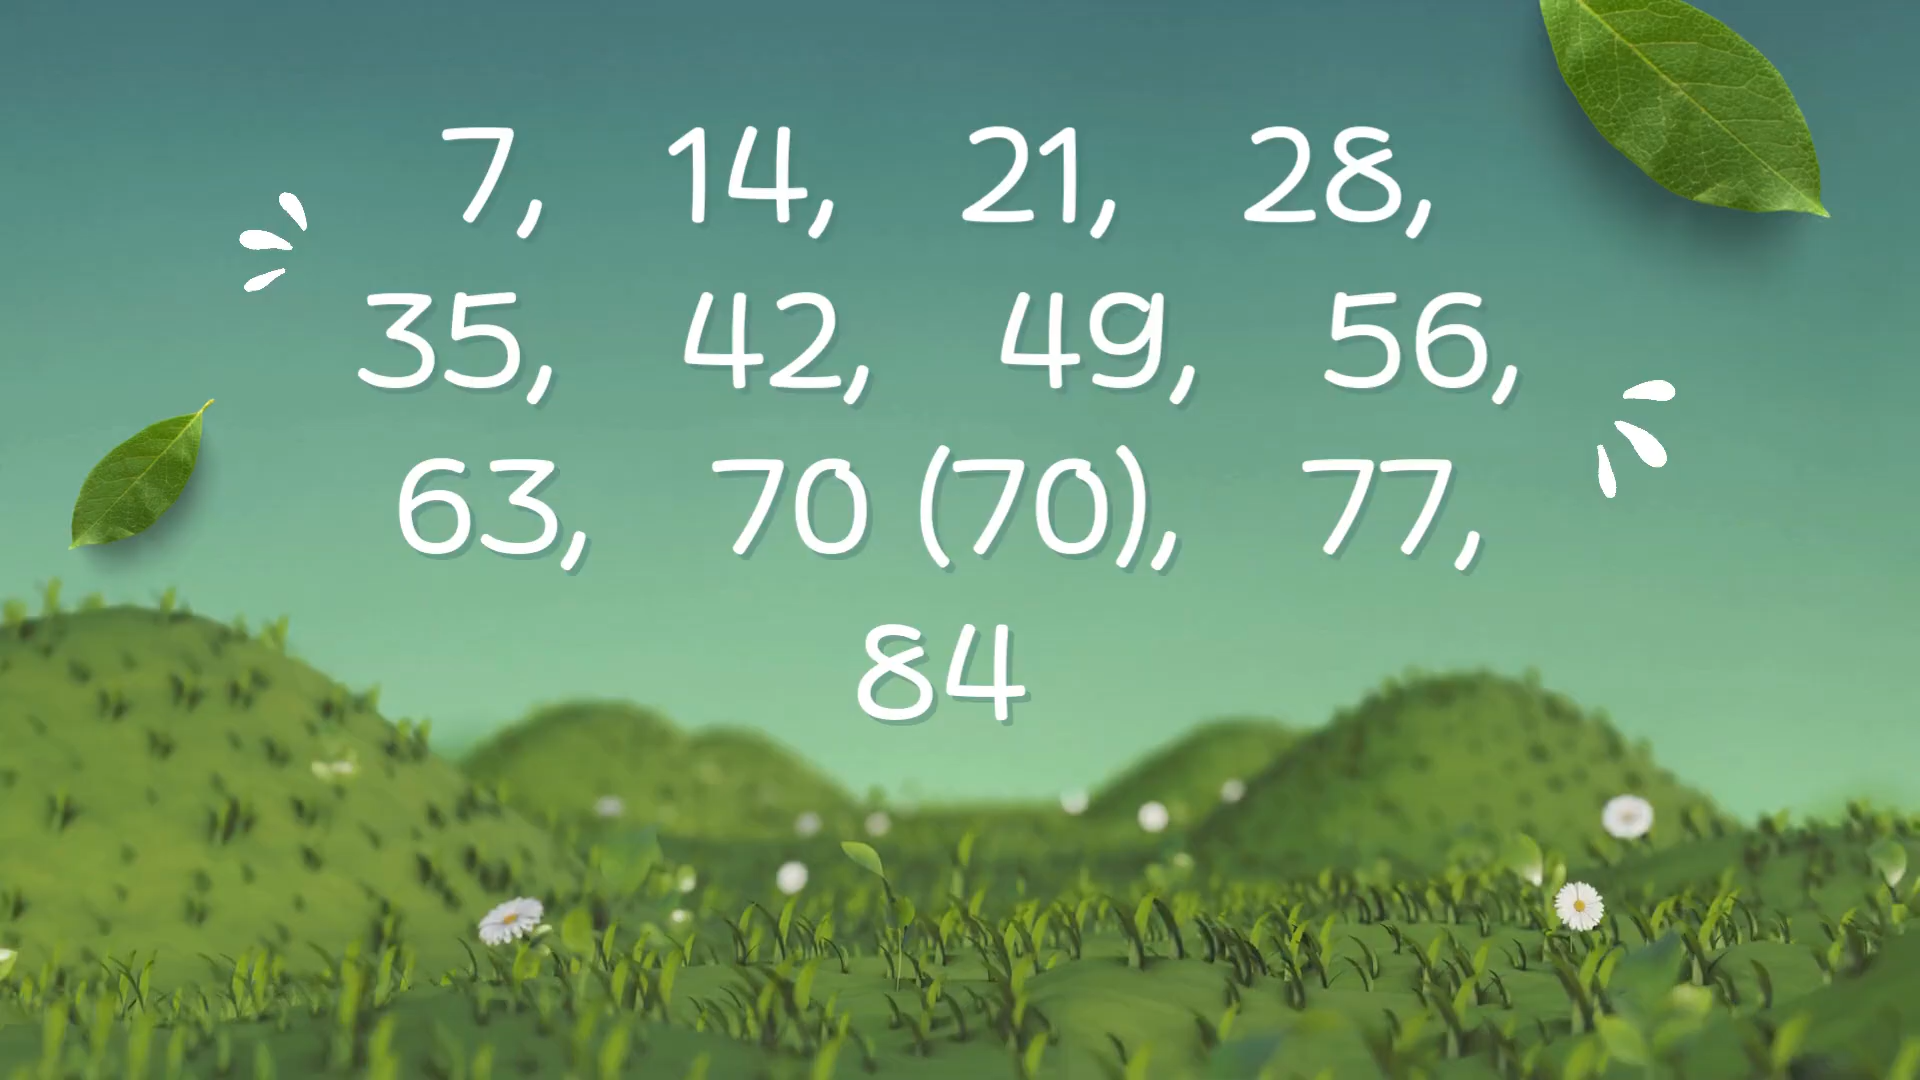 7, 14, 21, 28,
35, 42, 49, 56,
63, 70 (70), 77,
84